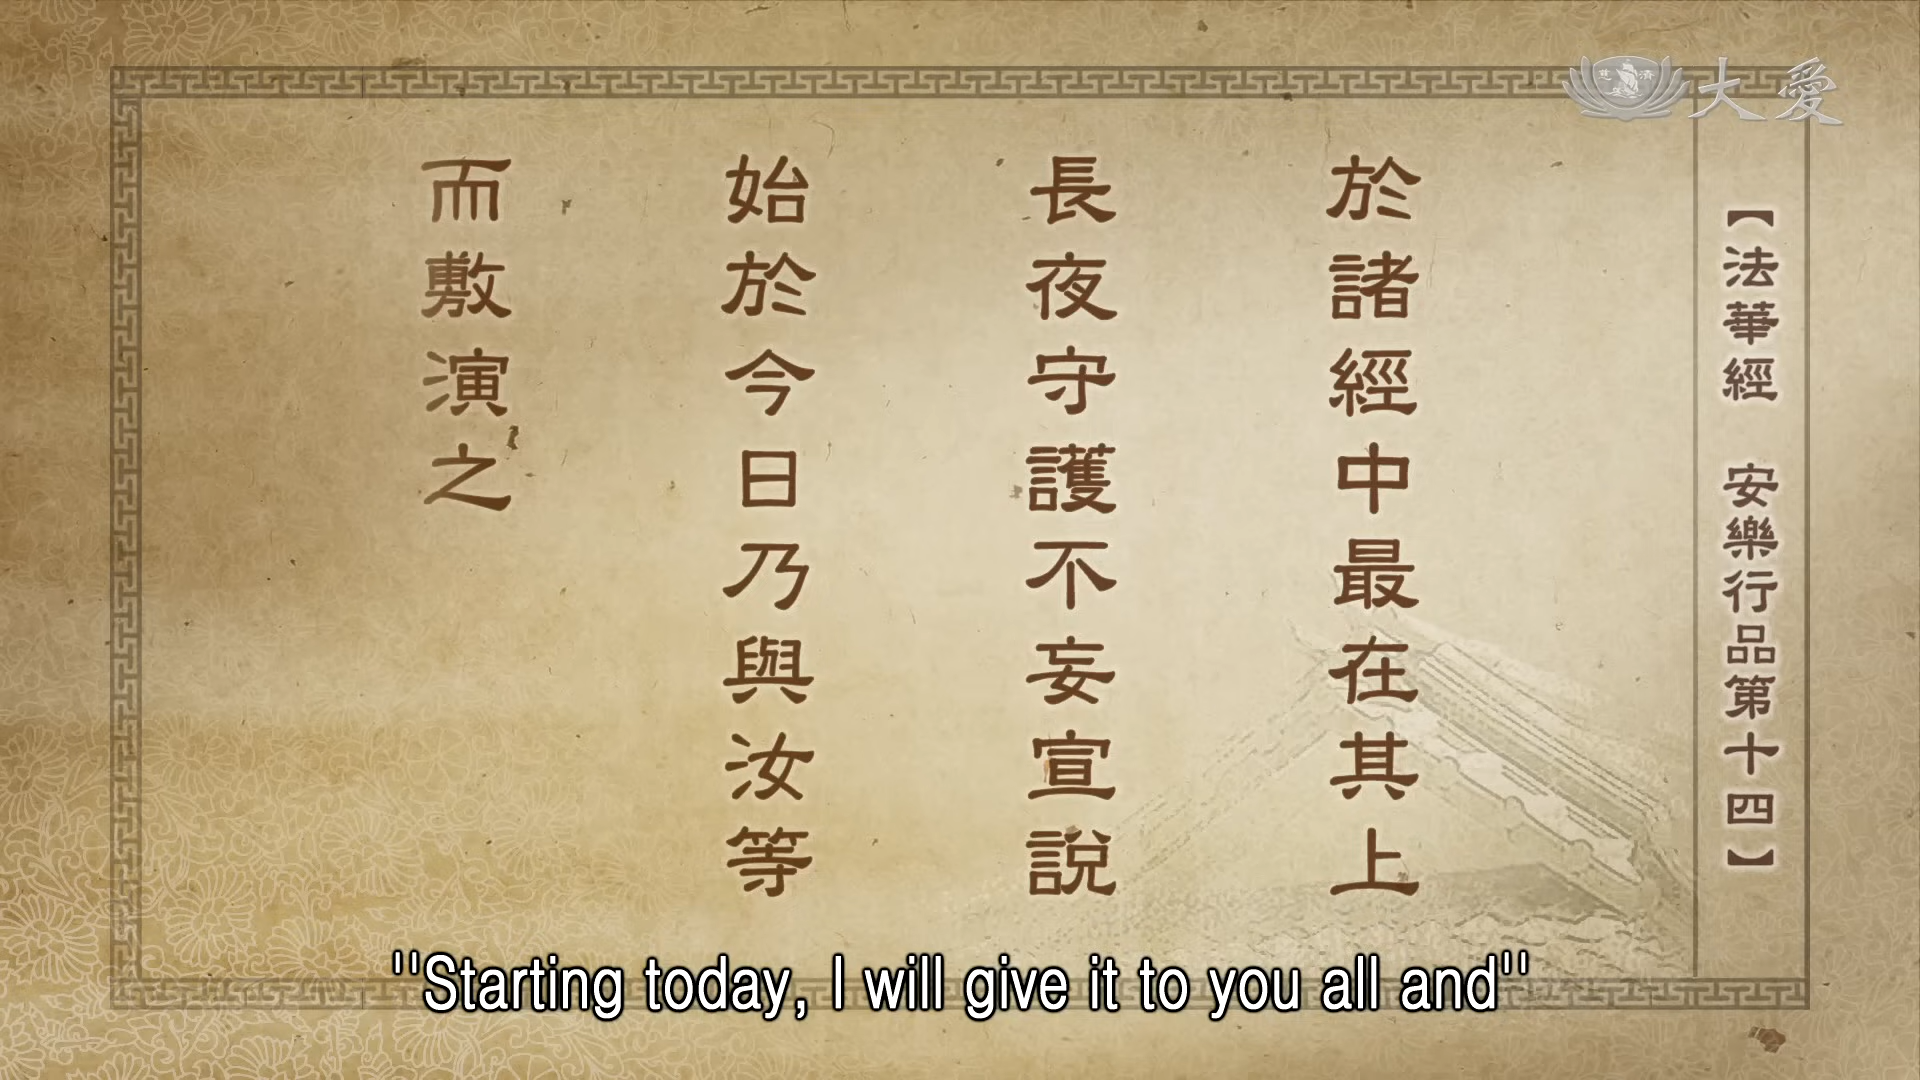 大愛
慈濟
【法華經 安樂行品第十四】
於諸經中最在其上
長夜守護不妄宣說
始於今日乃與汝等
而敷演之
''Starting today, I will give it to you all and''